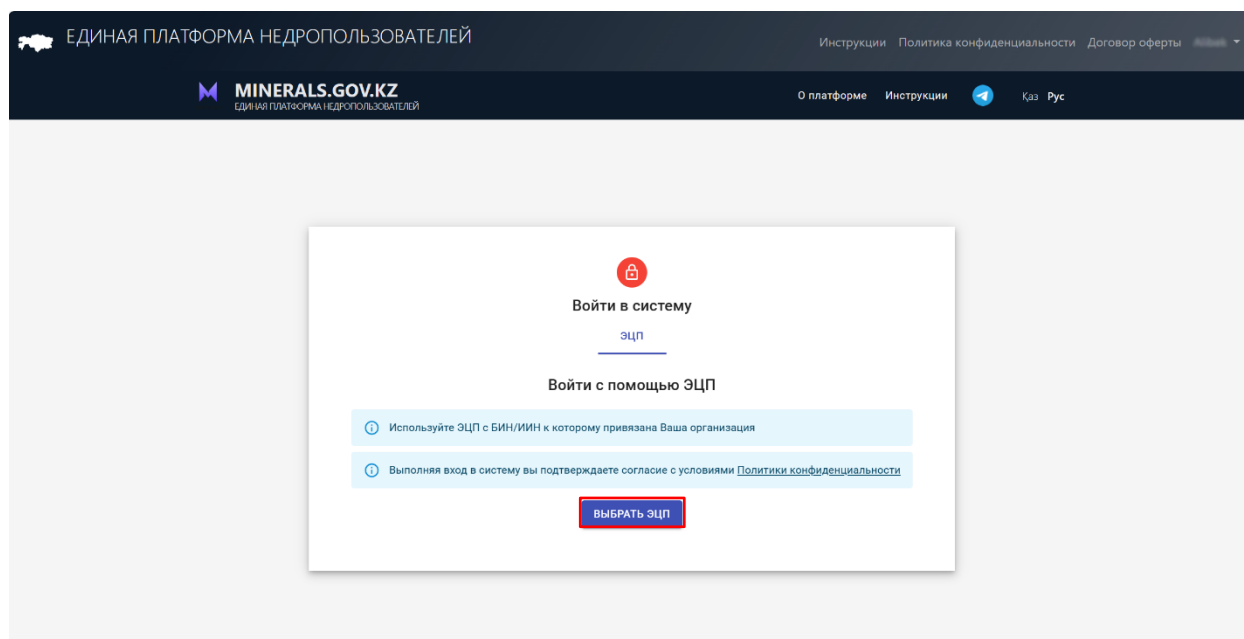 ЕДИНАЯ ПЛАТФОРМА НЕДРОПОЛЬЗОВАТЕЛЕЙ
Инструкции Политика конфиденциальности Договор оферты
MINERALS.GOV.KZ
ЕДИНАЯ ПЛАТФОРМА НЕДРОПОЛЬЗОВАТЕЛЕЙ
О платформе Инструкции Қаз Рус
Войти в систему
ЭЦП
Войти с помощью ЭЦП
Используйте ЭЦП с БИН/ИИН к которому привязана Ваша организация
Выполняя вход в систему вы подтверждаете согласие с условиями Политики конфиденциальности
ВЫБРАТЬ ЭЦП